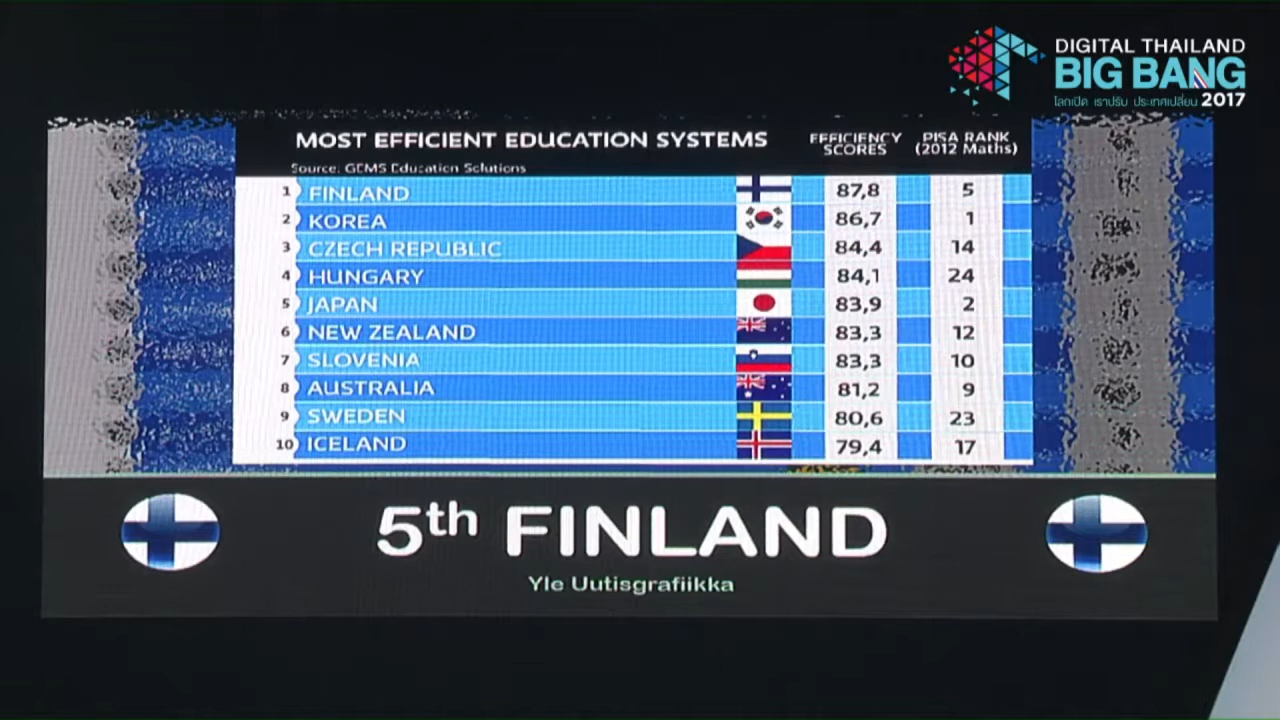 DIGITAL THAILAND
BIG BANG
โลกเปิด เราปรับ ประเทศเปลี่ยน 2017
MOST EFFICIENT EDUCATION SYSTEMS
EFFICIENCY SCORES
PISA RANK (2012 Maths)
Source: GEMS Education Solutions
1 FINLAND 87,8 5
2 KOREA 86,7 1
3 CZECH REPUBLIC 84,4 14
4 HUNGARY 84,1 24
5 JAPAN 83,9 2
6 NEW ZEALAND 83,3 12
7 SLOVENIA 83,3 10
8 AUSTRALIA 81,2 9
9 SWEDEN 80,6 23
10 ICELAND 79,4 17
5th FINLAND
Yle Uutisgrafiikka